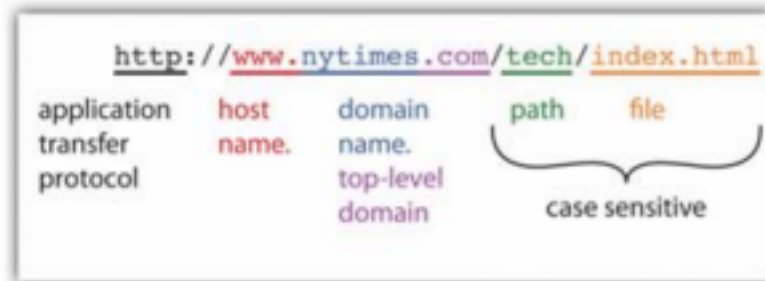 http://www.nytimes.com/tech/index.html
application host domain path file
transfer name. name.
protocol top-level
domain
case sensitive